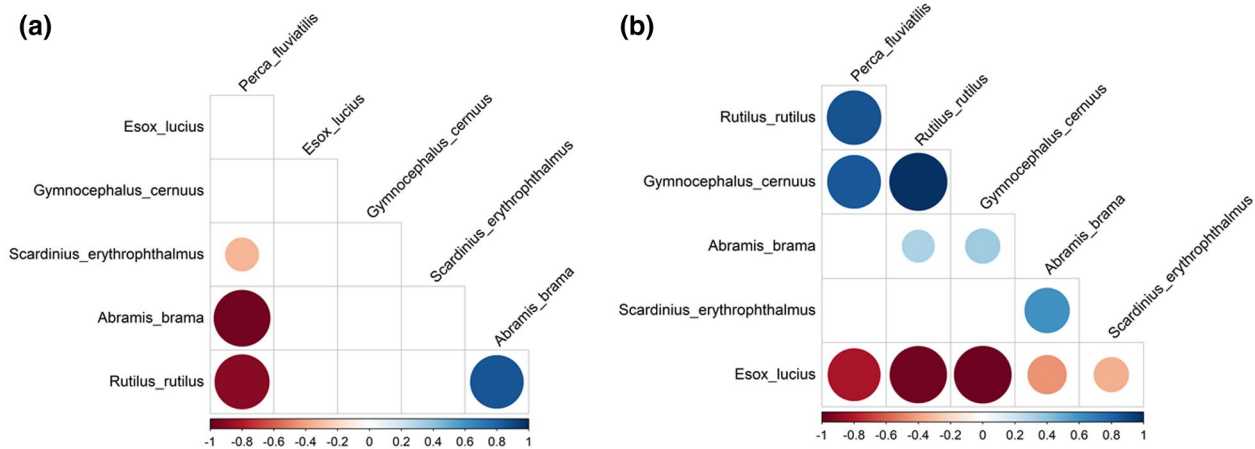 (a)
Perca_fluviatilis
Esox_lucius
Gymnocephalus_cernuus
Scardinius_erythrophthalmus
Abramis_brama
Esox_lucius
Gymnocephalus_cernuus
Scardinius_erythrophthalmus
Abramis_brama
Rutilus_rutilus
-1 -0.8 -0.6 -0.4 -0.2 0 0.2 0.4 0.6 0.8 1
(b)
Perca_fluviatilis
Rutilus_rutilus
Gymnocephalus_cernuus
Abramis_brama
Scardinius_erythrophthalmus
Rutilus_rutilus
Gymnocephalus_cernuus
Abramis_brama
Scardinius_erythrophthalmus
Esox_lucius
-1 -0.8 -0.6 -0.4 -0.2 0 0.2 0.4 0.6 0.8 1